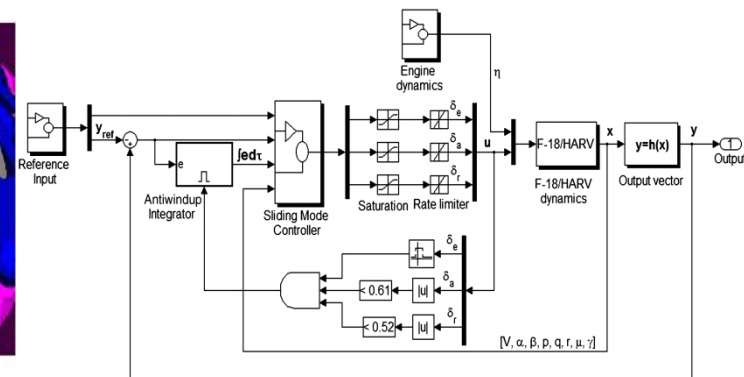 Engine
dynamics
η
Reference
Input
y_ref
e
∫edτ
Antiwindup
Integrator
Sliding Mode
Controller
δ_e
δ_a
δ_r
Saturation
Rate limiter
u
F-18/HARV
F-18/HARV
dynamics
x
y=h(x)
Output vector
y
1
Output
δ_e
δ_a
δ_r
< 0.61
|u|
< 0.52
|u|
[V, α, β, p, q, r, μ, γ]